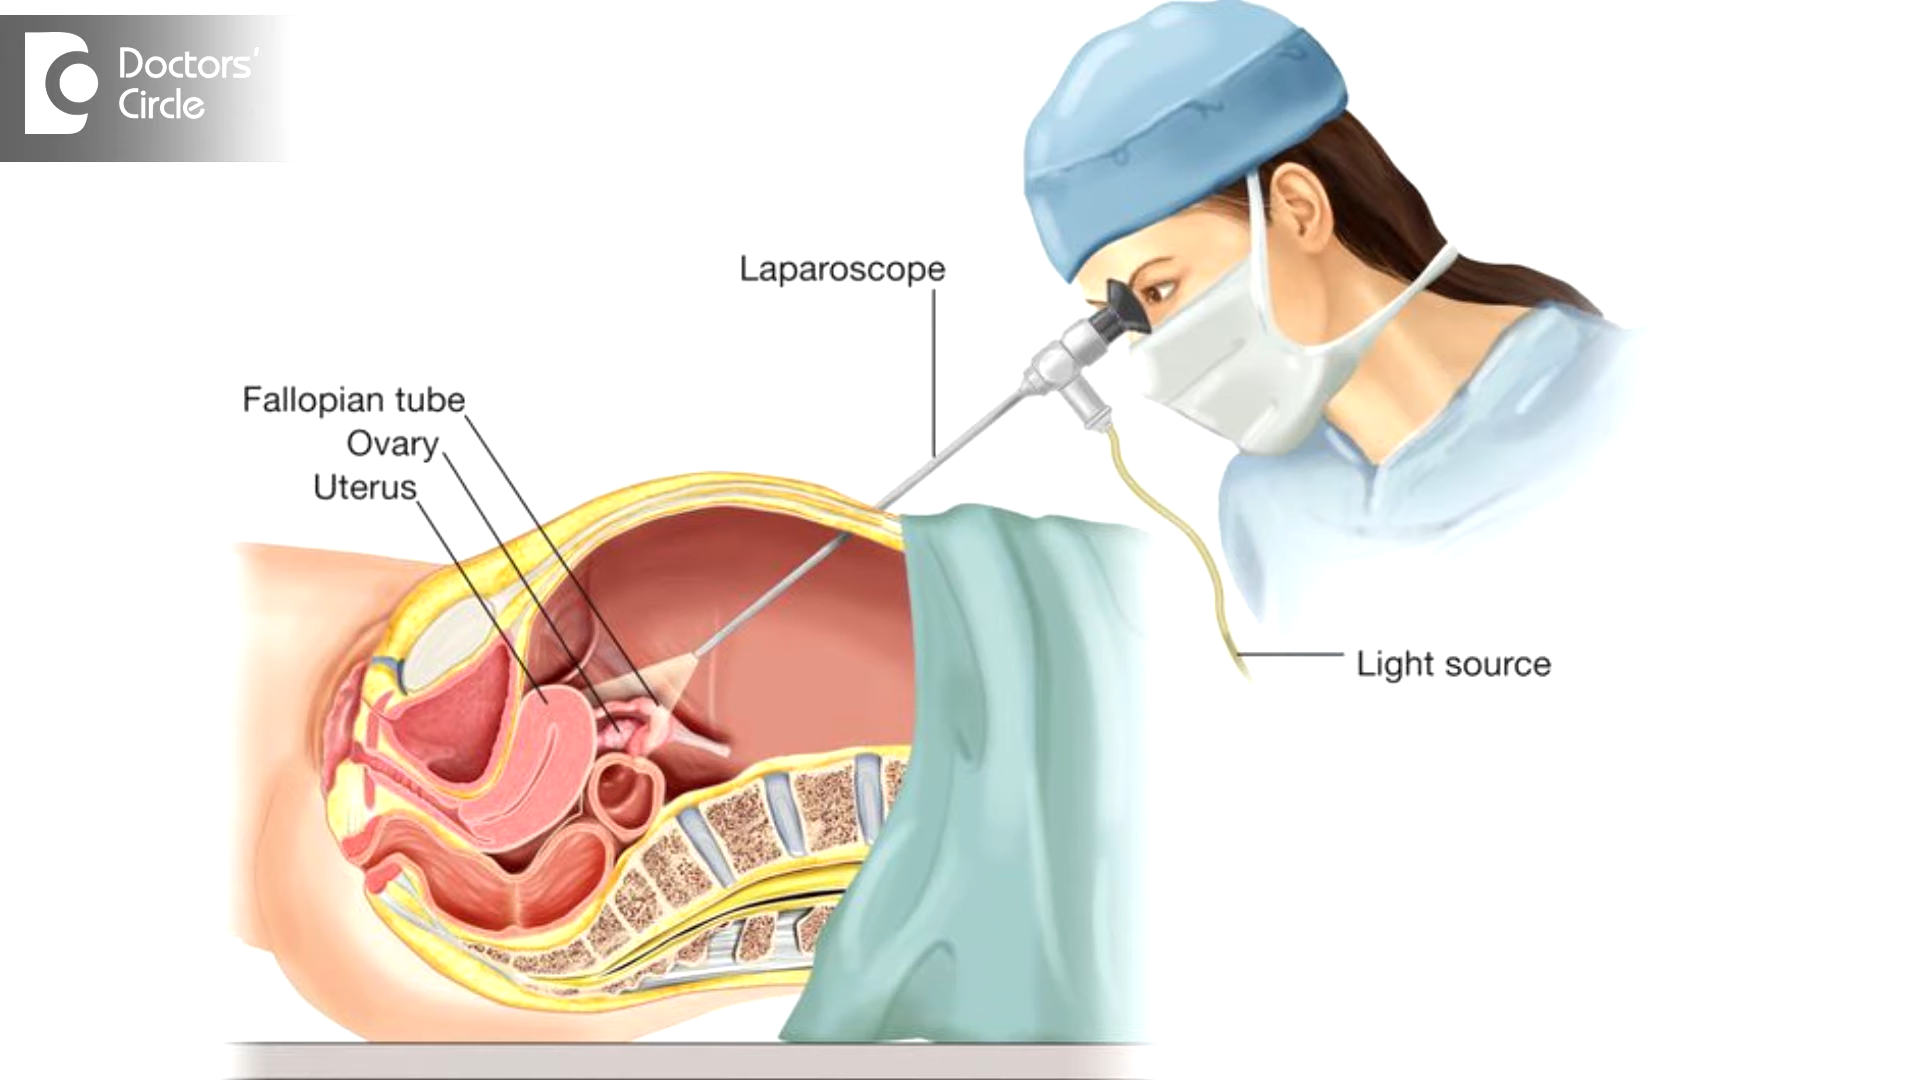 Doctors'
Circle
Laparoscope
Fallopian tube
Ovary
Uterus
Light source